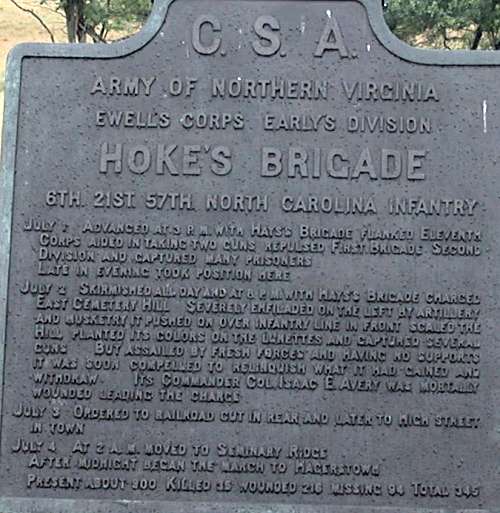 C. S. A.
ARMY OF NORTHERN VIRGINIA
EWELL'S CORPS EARLY'S DIVISION
HOKE'S BRIGADE
6TH. 21ST. 57TH. NORTH CAROLINA INFANTRY
JULY 1 ADVANCED AT 3 P. M. WITH HAYS'S BRIGADE FLANKED ELEVENTH
CORPS AIDED IN TAKING TWO GUNS REPULSED FIRST BRIGADE SECOND
DIVISION AND CAPTURED MANY PRISONERS
LATE IN EVENING TOOK POSITION HERE
JULY 2 SKIRMISHED ALL DAY AND AT 8 P. M. WITH HAYS'S BRIGADE CHARGED
EAST CEMETERY HILL SEVERELY ENFILADED ON THE LEFT BY ARTILLERY
AND MUSKETRY IT PUSHED ON OVER INFANTRY LINE IN FRONT SCALED THE
HILL PLANTED ITS COLORS ON THE LUNETTES AND CAPTURED SEVERAL
GUNS BUT ASSAILED BY FRESH FORCES AND HAVING NO SUPPORTS
IT WAS SOON COMPELLED TO RELINQUISH WHAT IT HAD GAINED AND
WITHDRAW ITS COMMANDER COL. ISAAC E. AVERY WAS MORTALLY
WOUNDED LEADING THE CHARGE
JULY 3 ORDERED TO RAILROAD CUT IN REAR AND LATER TO HIGH STREET
IN TOWN
JULY 4 AT 2 A. M. MOVED TO SEMINARY RIDGE
AFTER MIDNIGHT BEGAN THE MARCH TO HAGERSTOWN
PRESENT ABOUT 900 KILLED 35 WOUNDED 216 MISSING 94 TOTAL 345